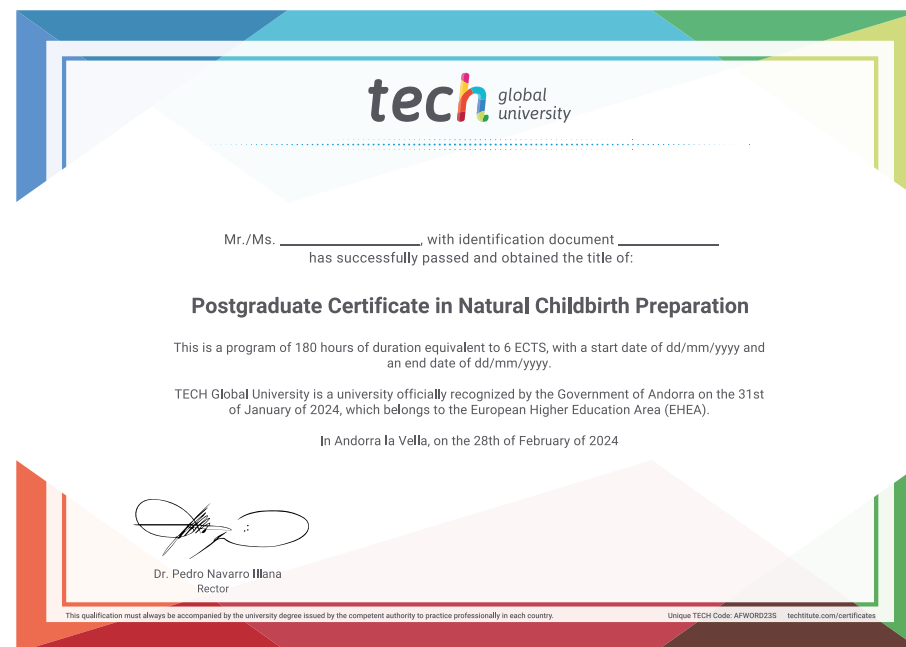 tech global university
Mr./Ms. ____________________, with identification document ______________
has successfully passed and obtained the title of:
Postgraduate Certificate in Natural Childbirth Preparation
This is a program of 180 hours of duration equivalent to 6 ECTS, with a start date of dd/mm/yyyy and
an end date of dd/mm/yyyy.
TECH Global University is a university officially recognized by the Government of Andorra on the 31st
of January of 2024, which belongs to the European Higher Education Area (EHEA).
In Andorra la Vella, on the 28th of February of 2024
Dr. Pedro Navarro Illana
Rector
This qualification must always be accompanied by the university degree issued by the competent authority to practice professionally in each country.
Unique TECH Code: AFWORD23S techtitute.com/certificates